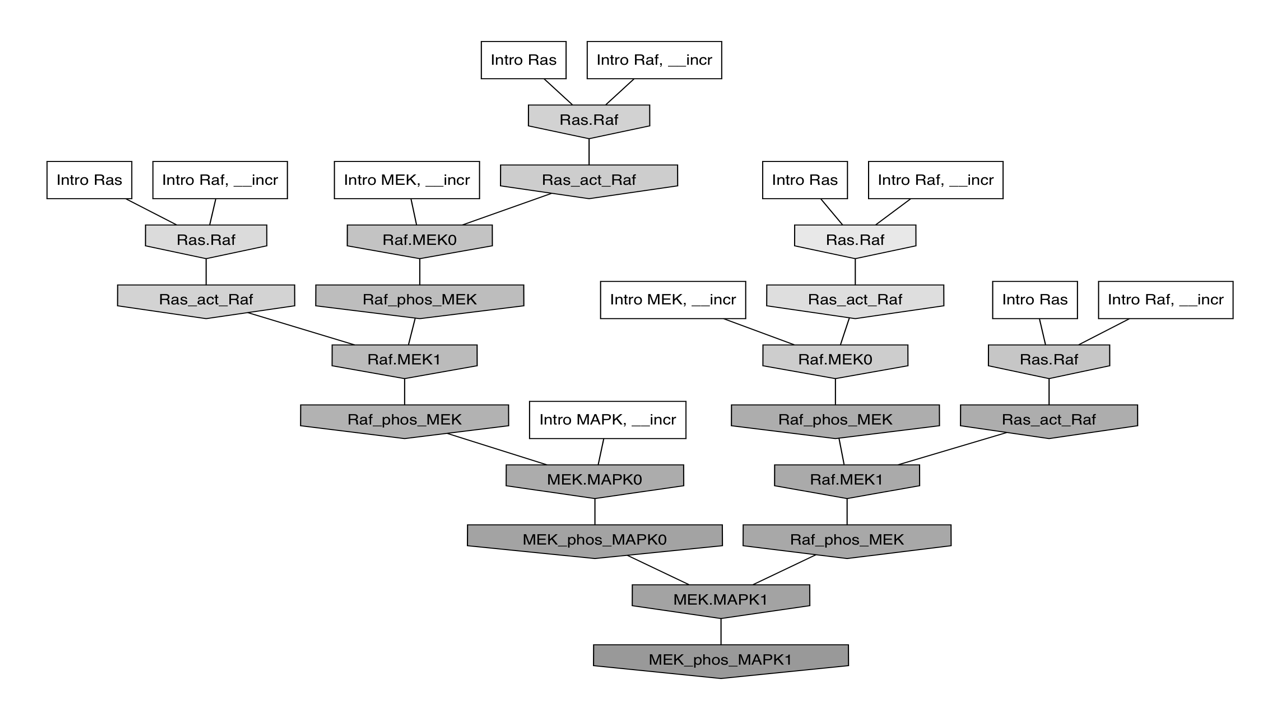 Intro Ras
Intro Raf, __incr
Ras.Raf
Intro Ras
Intro Raf, __incr
Intro MEK, __incr
Ras_act_Raf
Intro Ras
Intro Raf, __incr
Ras.Raf
Raf.MEK0
Ras.Raf
Ras_act_Raf
Raf_phos_MEK
Intro MEK, __incr
Ras_act_Raf
Intro Ras
Intro Raf, __incr
Raf.MEK1
Raf.MEK0
Ras.Raf
Raf_phos_MEK
Intro MAPK, __incr
Raf_phos_MEK
Ras_act_Raf
MEK.MAPK0
Raf.MEK1
MEK_phos_MAPK0
Raf_phos_MEK
MEK.MAPK1
MEK_phos_MAPK1